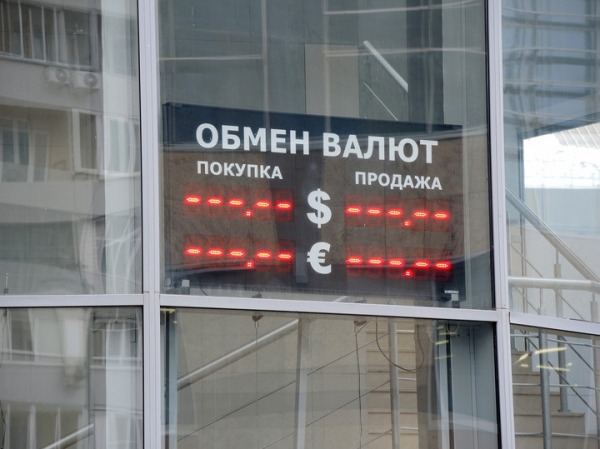 ОБМЕН ВАЛЮТ
ПОКУПКА ПРОДАЖА
---.-- $ ---.--
---.-- € ---.--